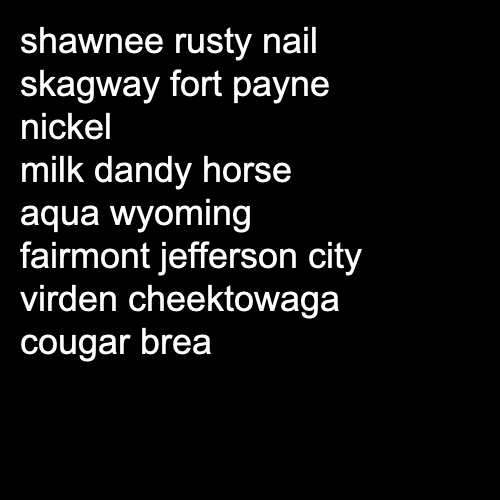 shawnee rusty nail
skagway fort payne
nickel
milk dandy horse
aqua wyoming
fairmont jefferson city
virden cheektowaga
cougar brea